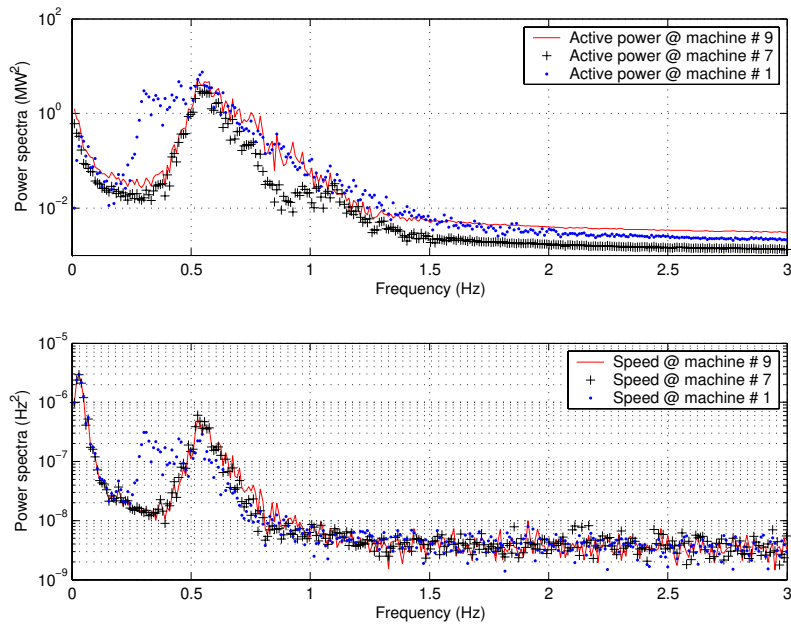 10^2
10^0
10^-2
Power spectra (MW^2)
Active power @ machine # 9
Active power @ machine # 7
Active power @ machine # 1
0 0.5 1 1.5 2 2.5 3
Frequency (Hz)
10^-5
10^-6
10^-7
10^-8
10^-9
Power spectra (Hz^2)
Speed @ machine # 9
Speed @ machine # 7
Speed @ machine # 1
0 0.5 1 1.5 2 2.5 3
Frequency (Hz)